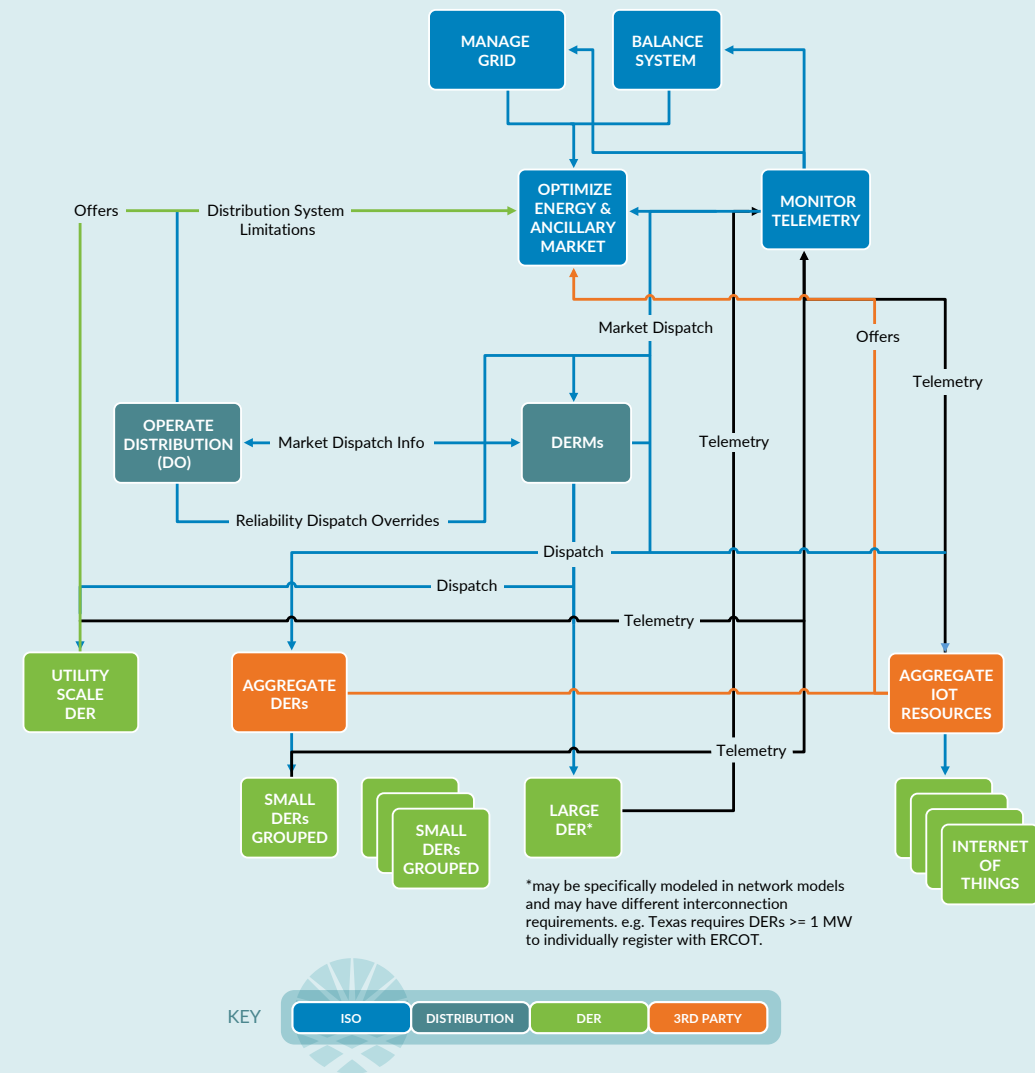 MANAGE
GRID
BALANCE
SYSTEM
OPTIMIZE
ENERGY &
ANCILLARY
MARKET
MONITOR
TELEMETRY
Offers
Distribution System
Limitations
Market Dispatch
Offers
Telemetry
OPERATE
DISTRIBUTION
(DO)
Market Dispatch Info
DERMs
Telemetry
Reliability Dispatch Overrides
Dispatch
Dispatch
Telemetry
UTILITY
SCALE
DER
AGGREGATE
DERs
AGGREGATE
IOT
RESOURCES
Telemetry
SMALL
DERs
GROUPED
SMALL
DERs
GROUPED
LARGE
DER*
INTERNET
OF
THINGS
*may be specifically modeled in network models
and may have different interconnection
requirements. e.g. Texas requires DERs >= 1 MW
to individually register with ERCOT.
KEY
ISO
DISTRIBUTION
DER
3RD PARTY